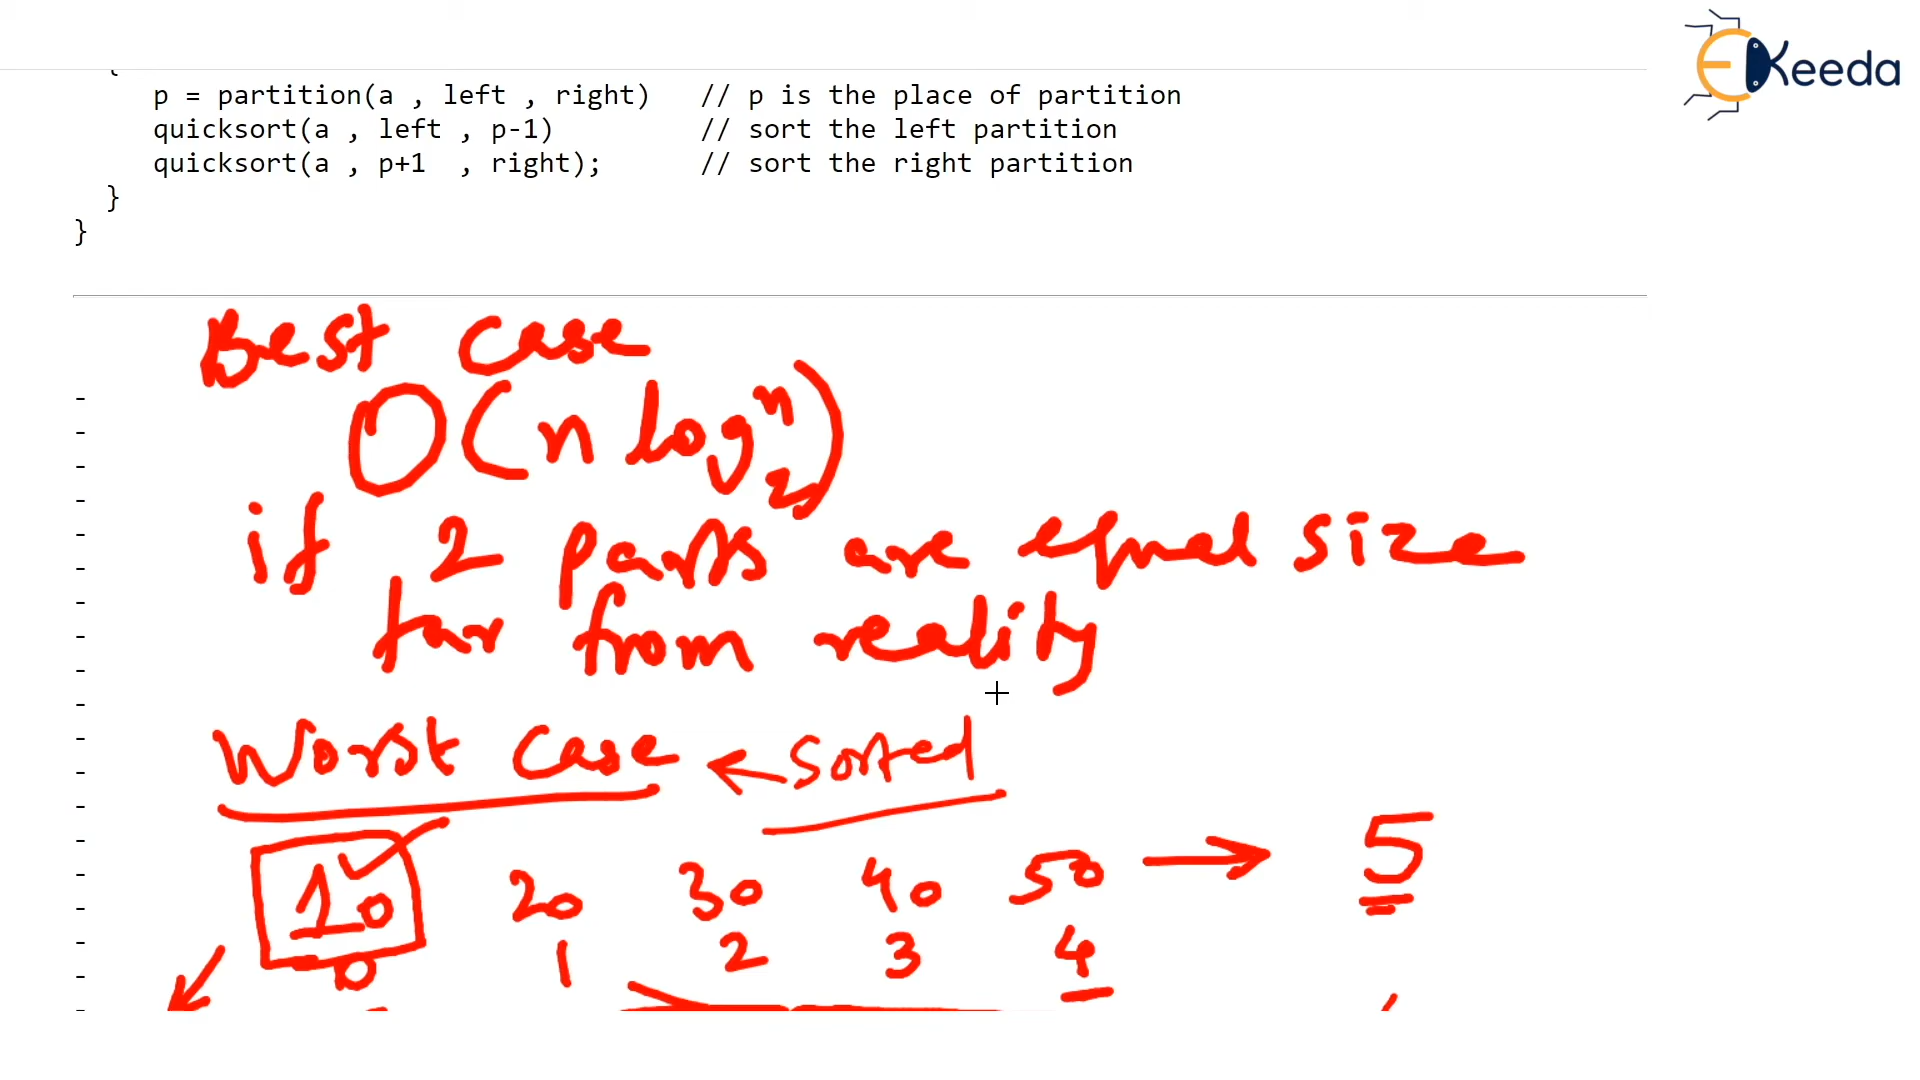 EKeeda
{
p = partition(a , left , right) // p is the place of partition
quicksort(a , left , p-1) // sort the left partition
quicksort(a , p+1 , right); // sort the right partition
}
}
Best case
O(n log₂ⁿ)
if 2 parts are equal size
far from reality
Worst case ← Sorted
10 20 30 40 50 → 5
0 1 2 3 4